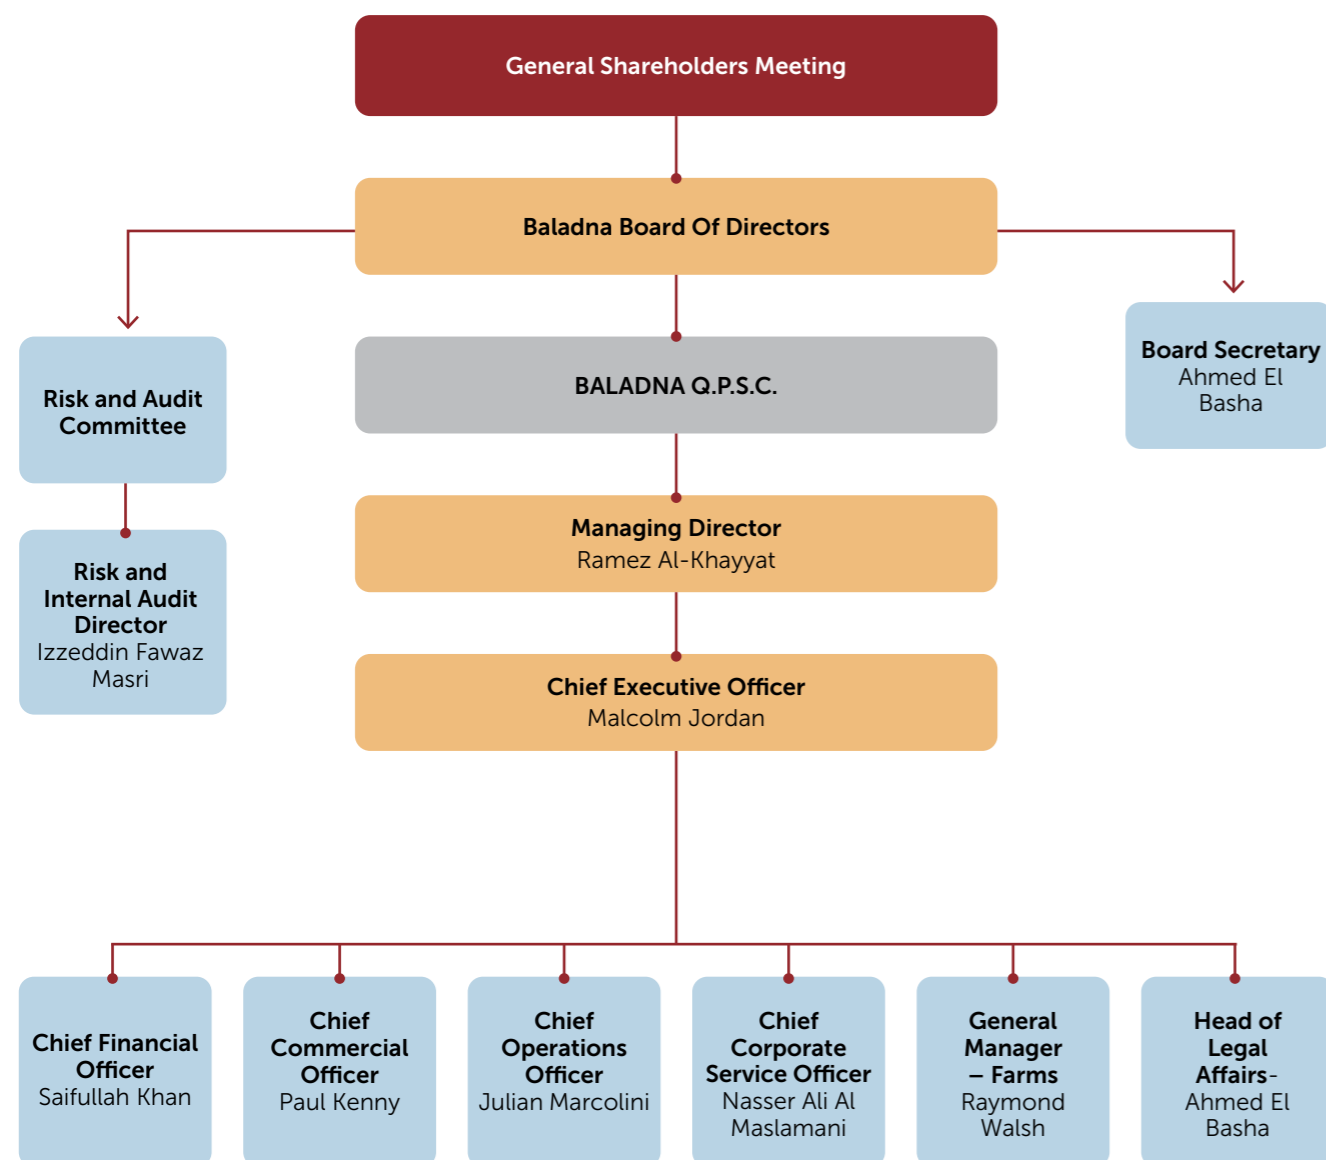 General Shareholders Meeting
Baladna Board Of Directors
Board Secretary
Ahmed El
Basha
Risk and Audit
Committee
BALADNA Q.P.S.C.
Managing Director
Ramez Al-Khayyat
Risk and
Internal Audit
Director
Izzeddin Fawaz
Masri
Chief Executive Officer
Malcolm Jordan
Chief Financial
Officer
Saifullah Khan
Chief
Commercial
Officer
Paul Kenny
Chief
Operations
Officer
Julian Marcolini
Chief
Corporate
Service Officer
Nasser Ali Al
Maslamani
General
Manager
– Farms
Raymond
Walsh
Head of
Legal
Affairs-
Ahmed El
Basha